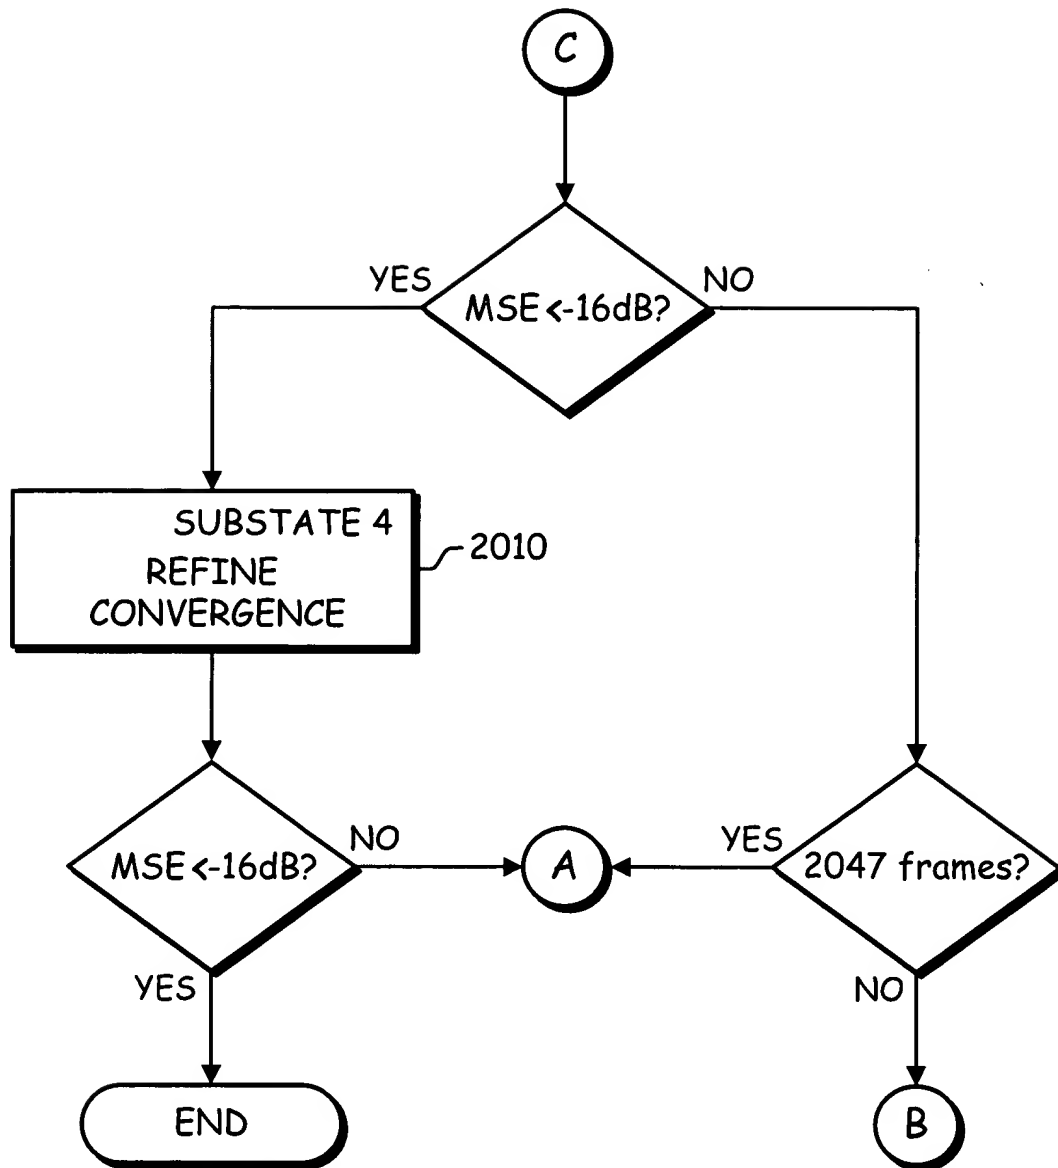 C
YES
MSE<-16dB?
NO
SUBSTATE 4
REFINE
CONVERGENCE
2010
MSE<-16dB?
NO
A
YES
2047 frames?
YES
NO
END
B